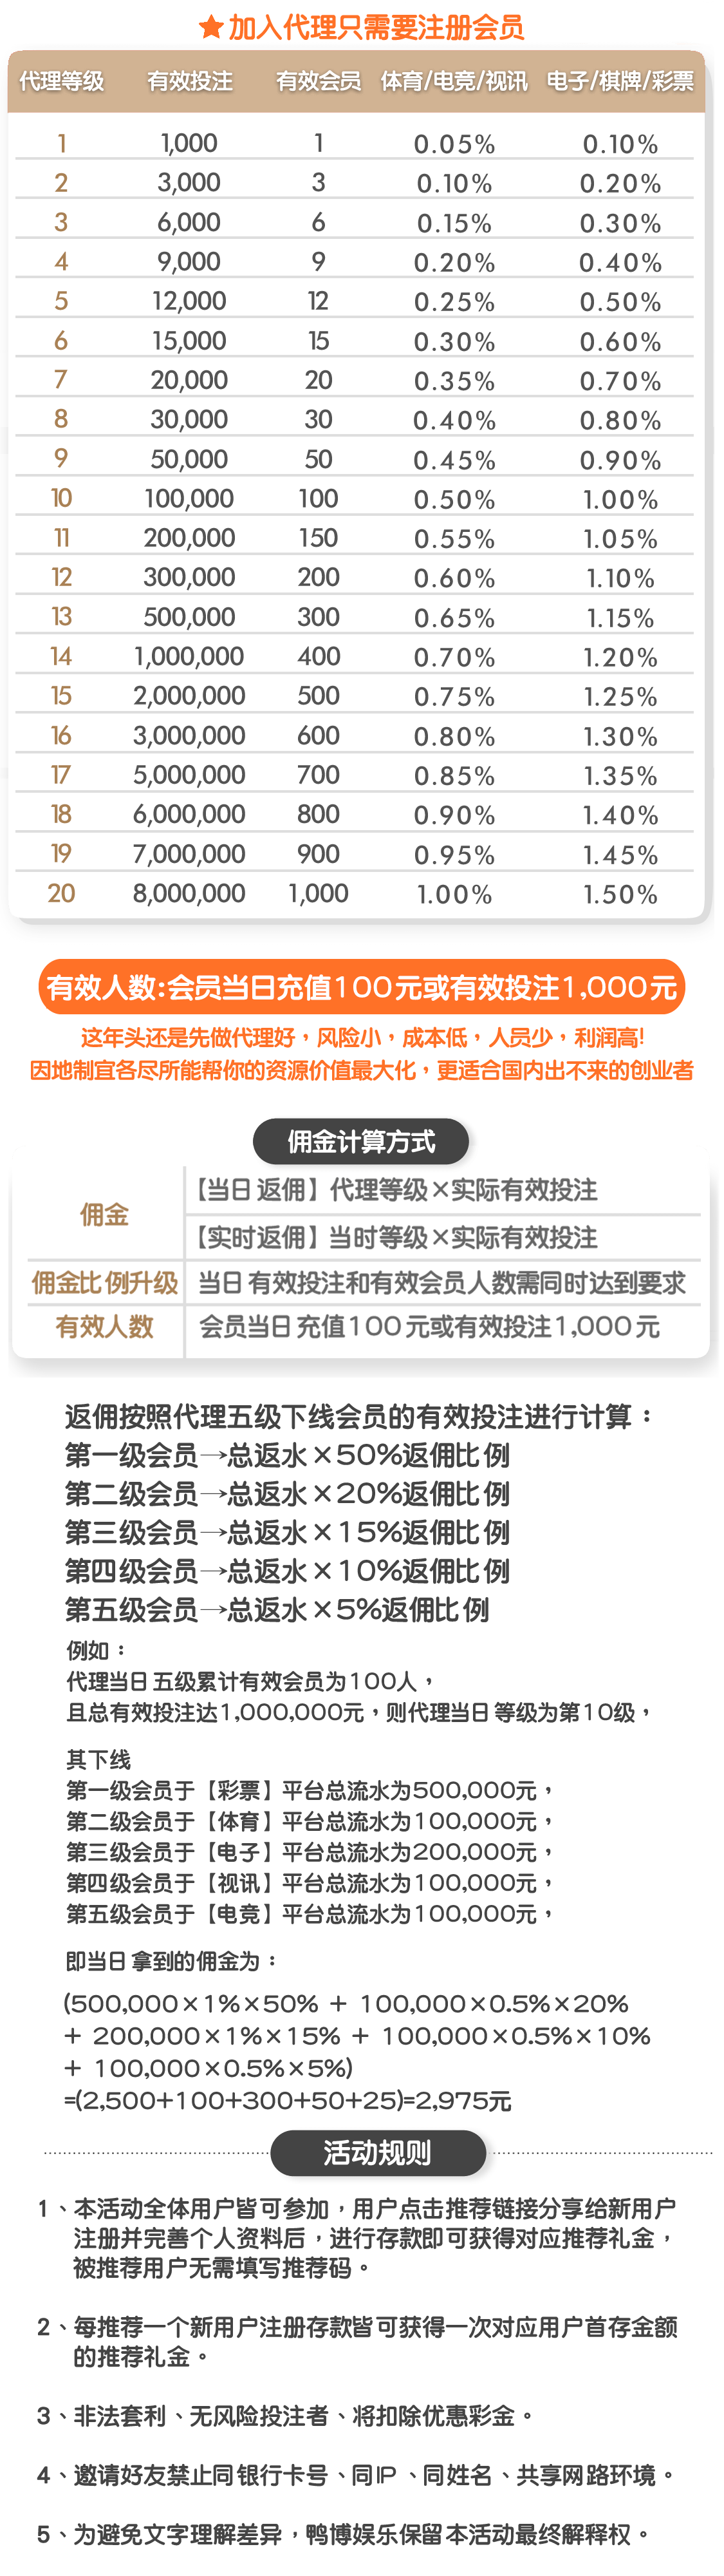 ★加入代理只需要注册会员
代理等级 有效投注 有效会员 体育/电竞/视讯 电子/棋牌/彩票
1 1,000 1 0.05% 0.10%
2 3,000 3 0.10% 0.20%
3 6,000 6 0.15% 0.30%
4 9,000 9 0.20% 0.40%
5 12,000 12 0.25% 0.50%
6 15,000 15 0.30% 0.60%
7 20,000 20 0.35% 0.70%
8 30,000 30 0.40% 0.80%
9 50,000 50 0.45% 0.90%
10 100,000 100 0.50% 1.00%
11 200,000 150 0.55% 1.05%
12 300,000 200 0.60% 1.10%
13 500,000 300 0.65% 1.15%
14 1,000,000 400 0.70% 1.20%
15 2,000,000 500 0.75% 1.25%
16 3,000,000 600 0.80% 1.30%
17 5,000,000 700 0.85% 1.35%
18 6,000,000 800 0.90% 1.40%
19 7,000,000 900 0.95% 1.45%
20 8,000,000 1,000 1.00% 1.50%
有效人数:会员当日充值100元或有效投注1,000元
这年头还是先做代理好，风险小，成本低，人员少，利润高!
因地制宜各尽所能帮你的资源价值最大化，更适合国内出不来的创业者
佣金计算方式
佣金
【当日返佣】代理等级×实际有效投注
【实时返佣】当时等级×实际有效投注
佣金比例升级 当日有效投注和有效会员人数需同时达到要求
有效人数 会员当日充值100元或有效投注1,000元
返佣按照代理五级下线会员的有效投注进行计算：
第一级会员→总返水×50%返佣比例
第二级会员→总返水×20%返佣比例
第三级会员→总返水×15%返佣比例
第四级会员→总返水×10%返佣比例
第五级会员→总返水×5%返佣比例
例如：
代理当日五级累计有效会员为100人，
且总有效投注达1,000,000元，则代理当日等级为第10级，
其下线
第一级会员于【彩票】平台总流水为500,000元，
第二级会员于【体育】平台总流水为100,000元，
第三级会员于【电子】平台总流水为200,000元，
第四级会员于【视讯】平台总流水为100,000元，
第五级会员于【电竞】平台总流水为100,000元，
即当日拿到的佣金为：
(500,000×1%×50% + 100,000×0.5%×20%
+ 200,000×1%×15% + 100,000×0.5%×10%
+ 100,000×0.5%×5%)
=(2,500+100+300+50+25)=2,975元
活动规则
1、本活动全体用户皆可参加，用户点击推荐链接分享给新用户
注册并完善个人资料后，进行存款即可获得对应推荐礼金，
被推荐用户无需填写推荐码。
2、每推荐一个新用户注册存款皆可获得一次对应用户首存金额
的推荐礼金。
3、非法套利、无风险投注者、将扣除优惠彩金。
4、邀请好友禁止同银行卡号、同IP、同姓名、共享网路环境。
5、为避免文字理解差异，鸭博娱乐保留本活动最终解释权。